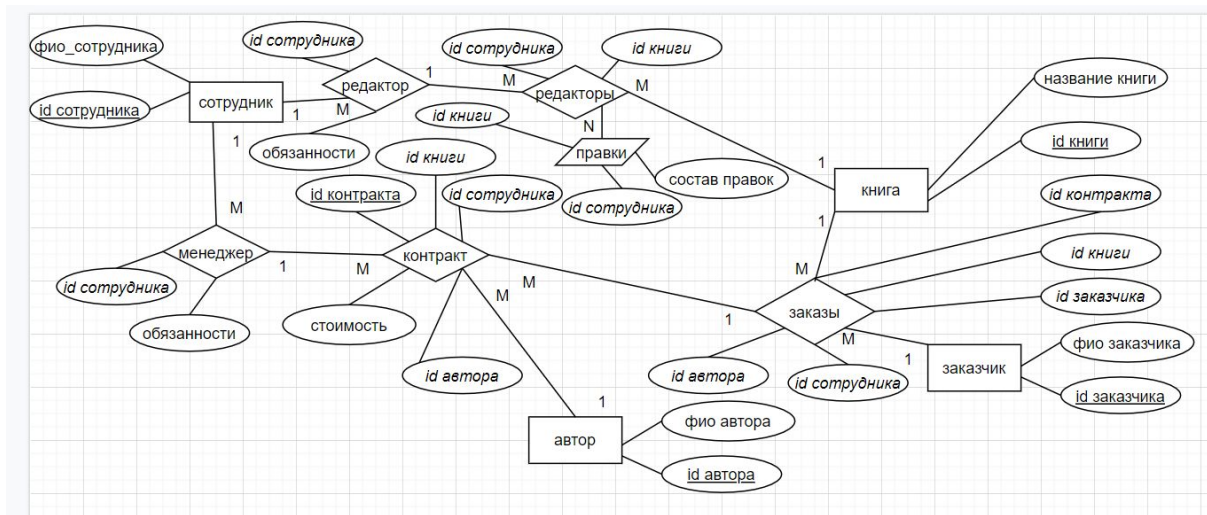 фио_сотрудника
id сотрудника
id сотрудника
id книги
название книги
редактор
1
M
редакторы
M
сотрудник
1
M
id сотрудника
id книги
N
id книги
1
обязанности
id книги
правки
1
книга
состав правок
id контракта
id контракта
id сотрудника
id сотрудника
1
M
менеджер
контракт
id книги
1
M
M
M
id сотрудника
M
id заказчика
стоимость
1
заказы
обязанности
M
фио заказчика
1
заказчик
id автора
id автора
id сотрудника
id заказчика
1
фио автора
автор
id автора